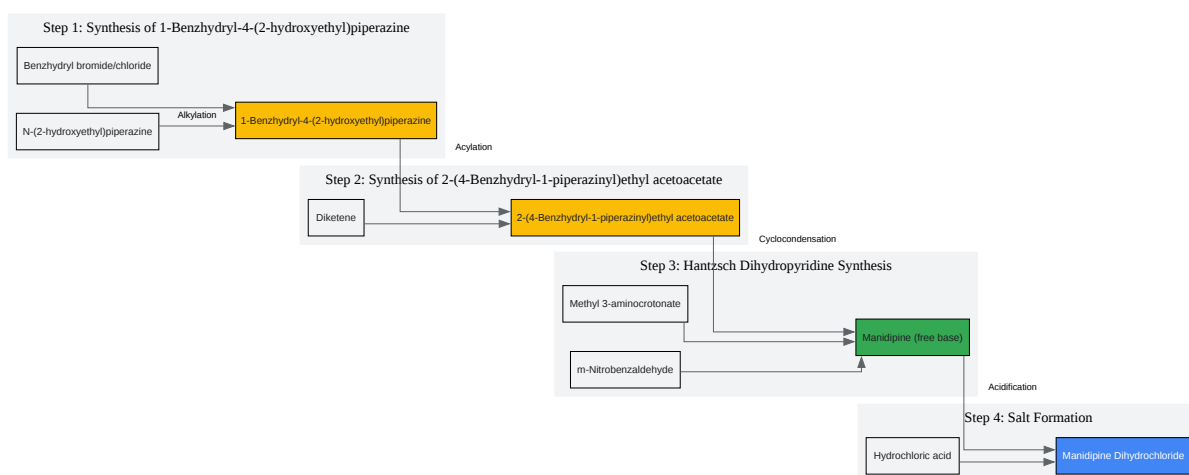 Step 1: Synthesis of 1-Benzhydryl-4-(2-hydroxyethyl)piperazine
Benzhydryl bromide/chloride
Alkylation
1-Benzhydryl-4-(2-hydroxyethyl)piperazine
N-(2-hydroxyethyl)piperazine
Acylation
Step 2: Synthesis of 2-(4-Benzhydryl-1-piperazinyl)ethyl acetoacetate
Diketene
2-(4-Benzhydryl-1-piperazinyl)ethyl acetoacetate
Cyclocondensation
Step 3: Hantzsch Dihydropyridine Synthesis
Methyl 3-aminocrotonate
Manidipine (free base)
m-Nitrobenzaldehyde
Acidification
Step 4: Salt Formation
Hydrochloric acid
Manidipine Dihydrochloride